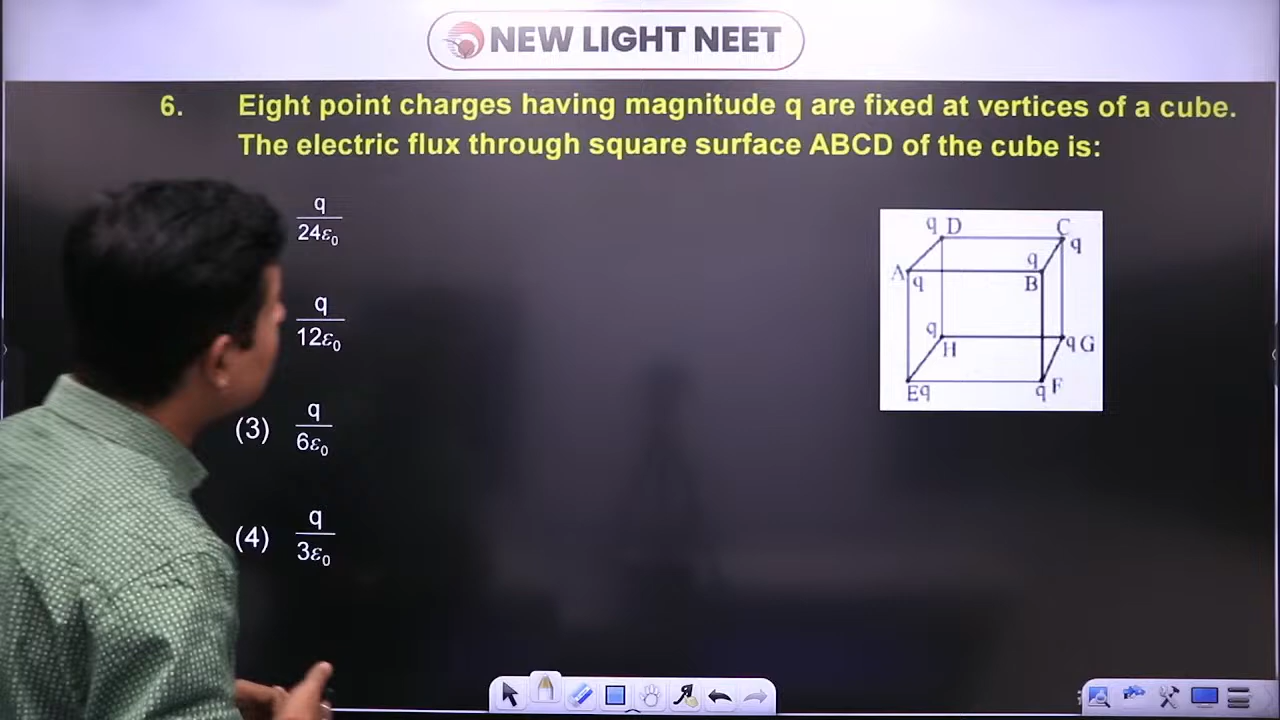 NEW LIGHT NEET
6. Eight point charges having magnitude q are fixed at vertices of a cube.
The electric flux through square surface ABCD of the cube is:
q
24ε₀
q
12ε₀
(3) q
6ε₀
(4) q
3ε₀
q D C q
A q q B
q H q G
E q q F